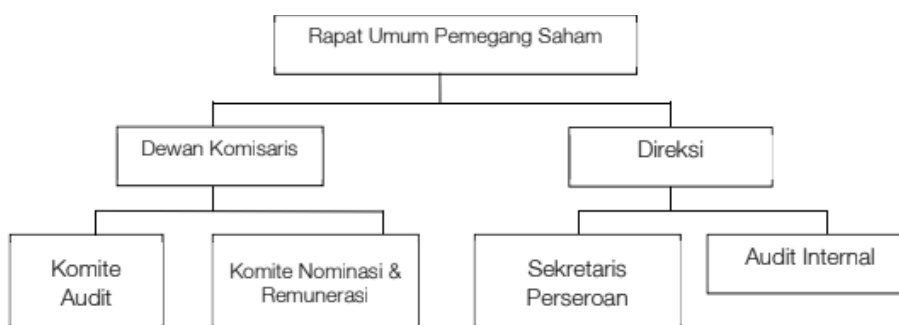 Rapat Umum Pemegang Saham
Dewan Komisaris
Direksi
Komite
Audit
Komite Nominasi &
Remunerasi
Sekretaris
Perseroan
Audit Internal